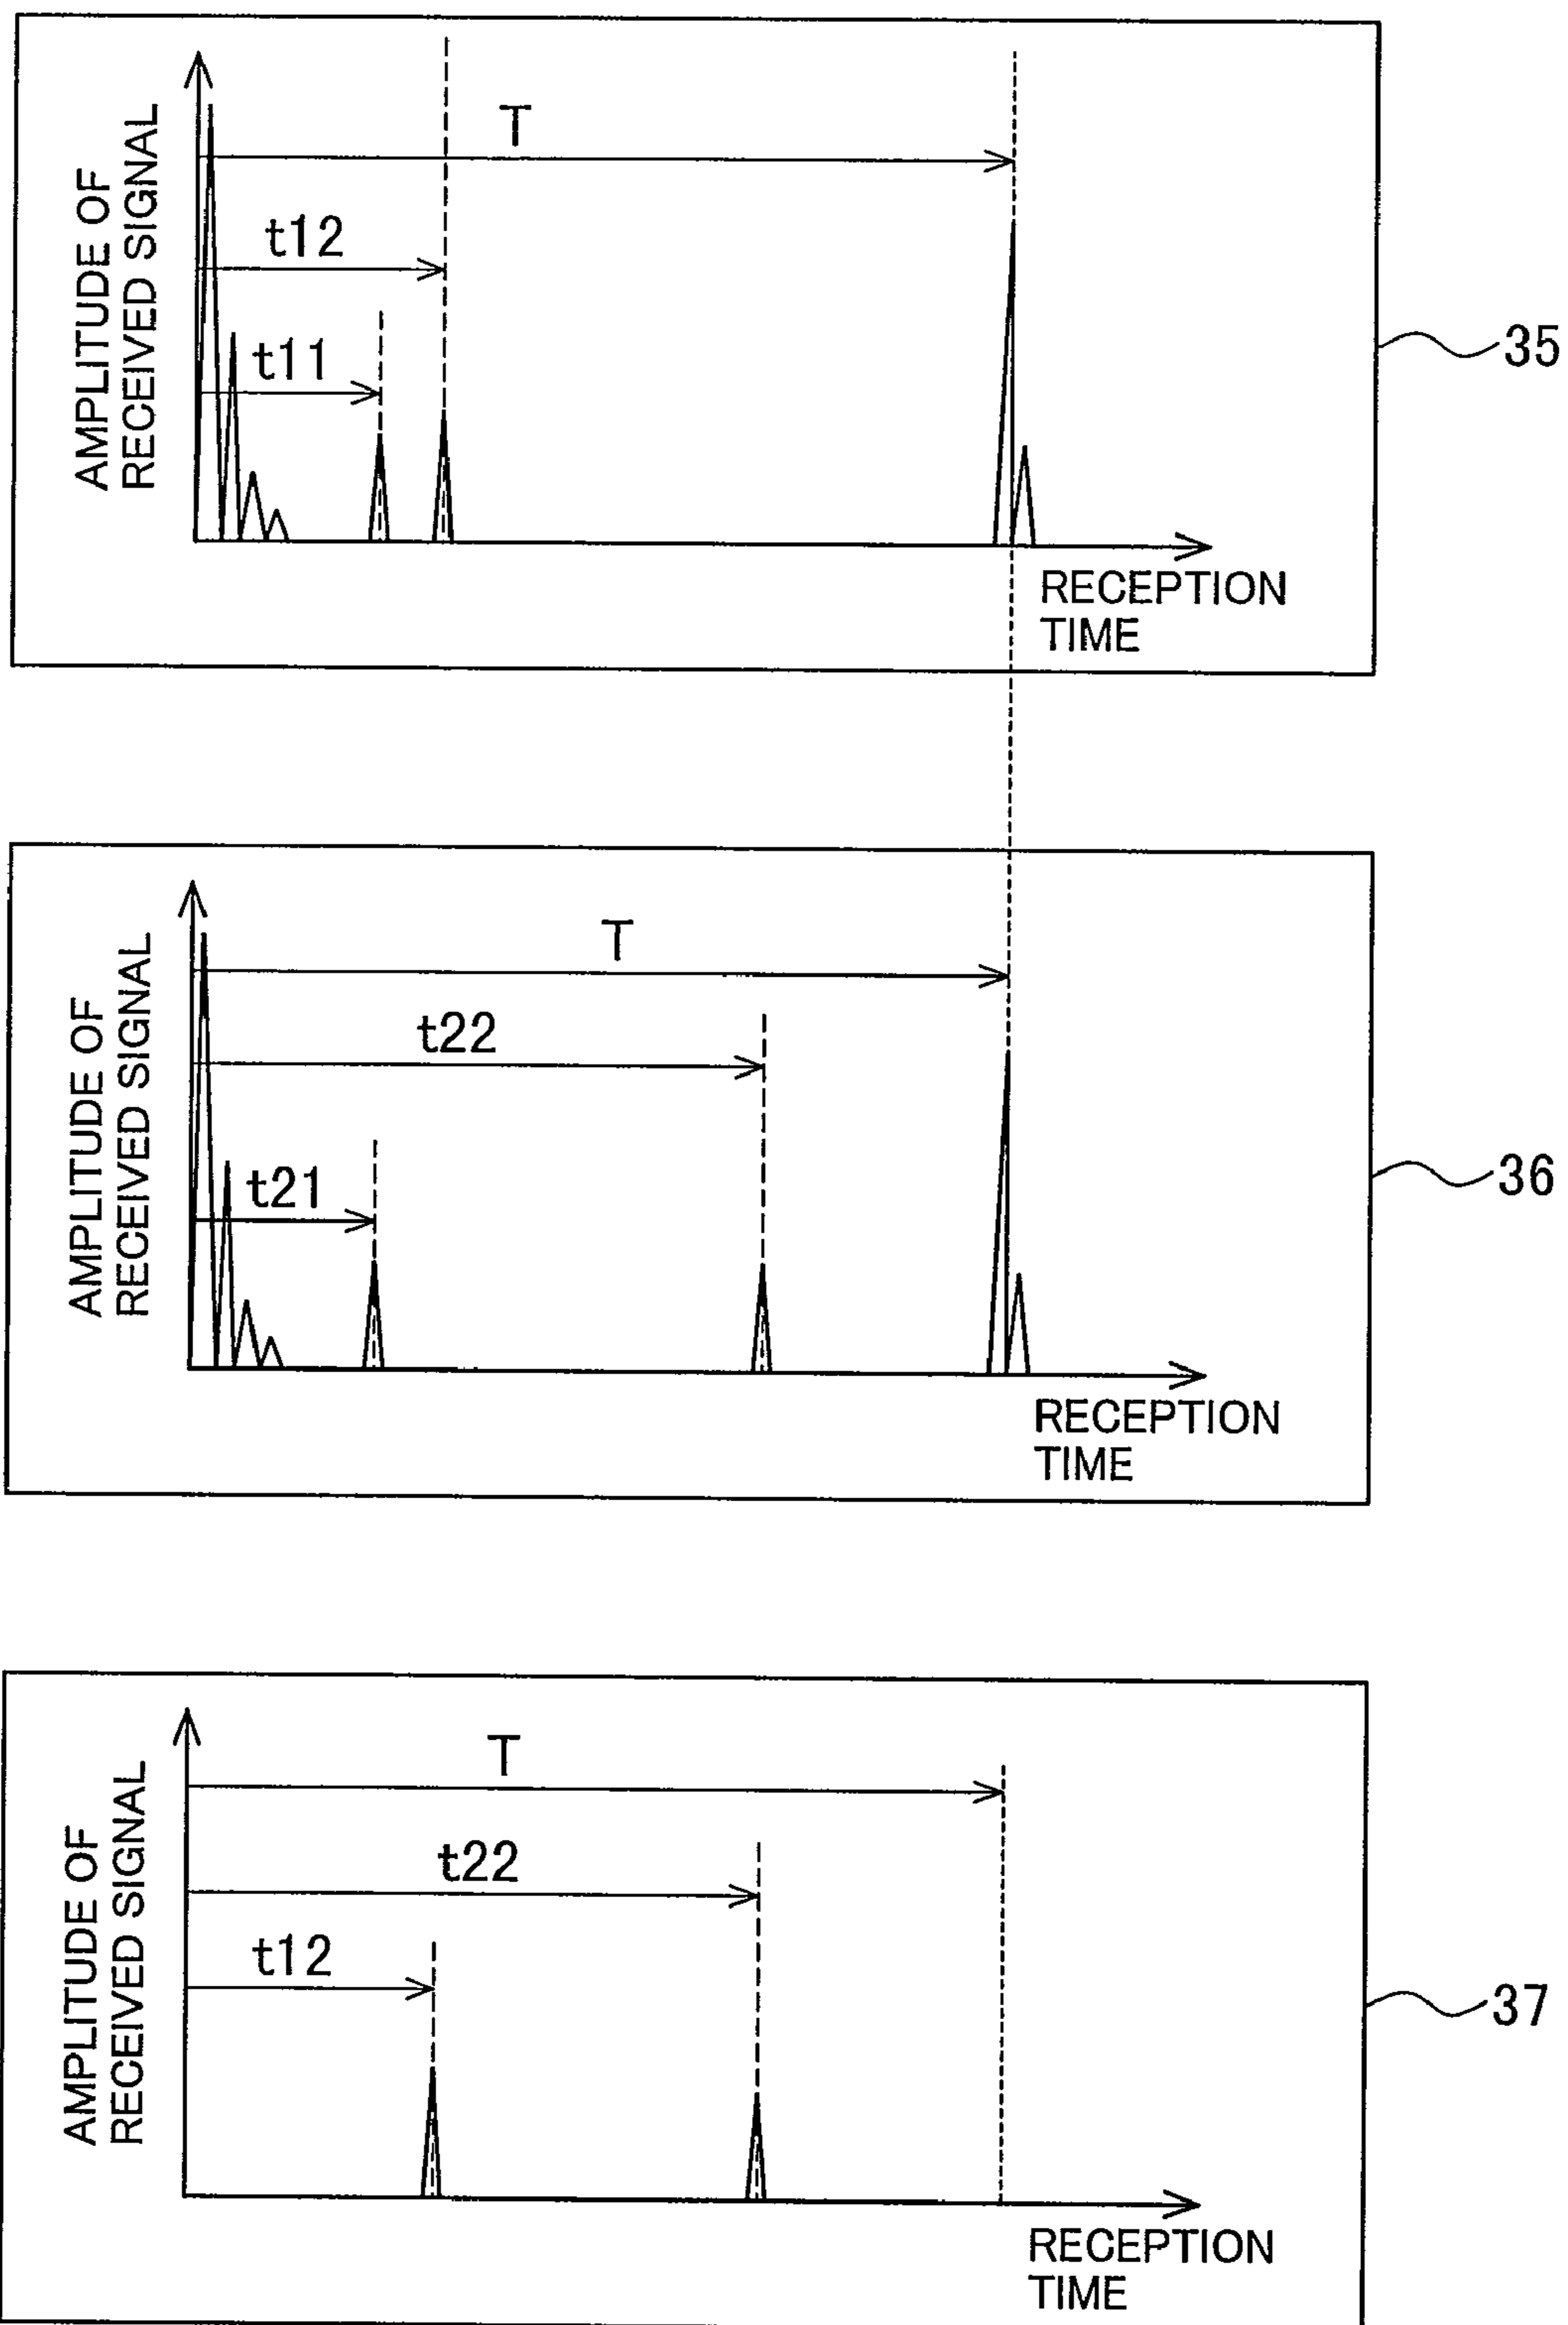 AMPLITUDE OF
RECEIVED SIGNAL
T
t12
t11
RECEPTION
TIME
35
AMPLITUDE OF
RECEIVED SIGNAL
T
t22
t21
RECEPTION
TIME
36
AMPLITUDE OF
RECEIVED SIGNAL
T
t22
t12
RECEPTION
TIME
37